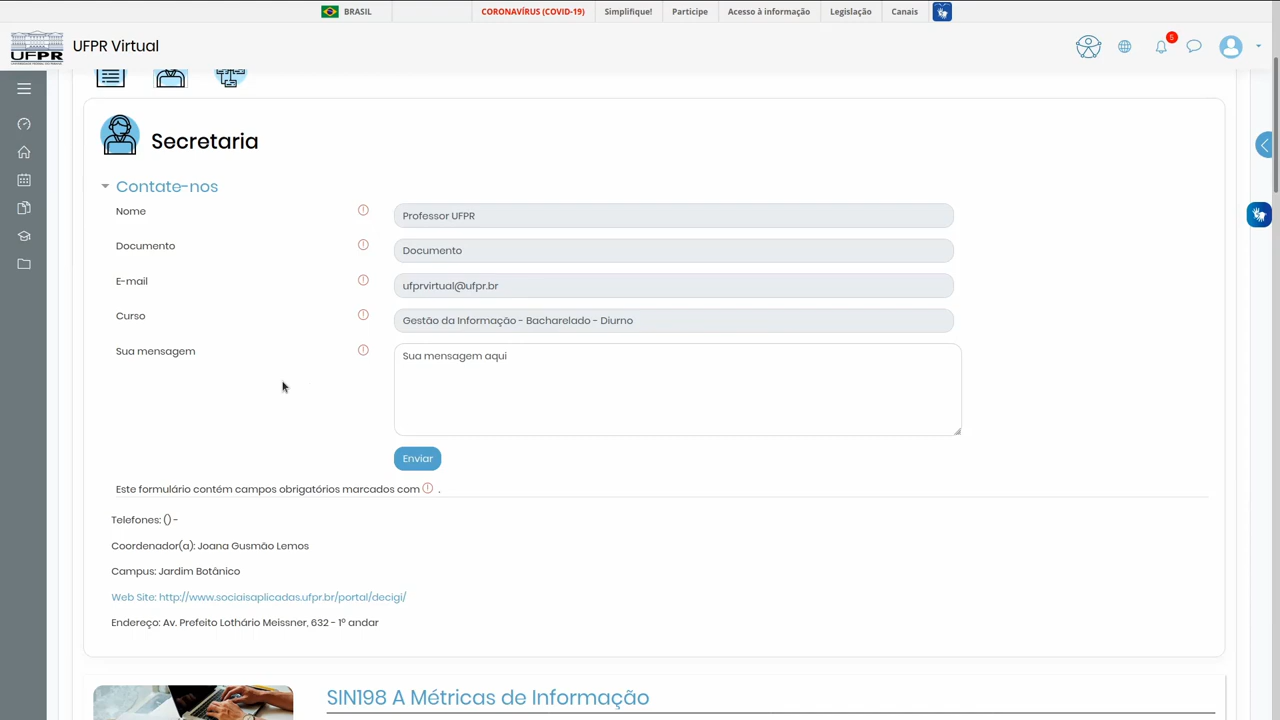 BRASIL
CORONAVÍRUS (COVID-19)
Simplifique!
Participe
Acesso à informação
Legislação
Canais
UFPR
UFPR Virtual
5
Secretaria
Contate-nos
Nome
Professor UFPR
Documento
Documento
E-mail
ufprvirtual@ufpr.br
Curso
Gestão da Informação - Bacharelado - Diurno
Sua mensagem
Sua mensagem aqui
Enviar
Este formulário contém campos obrigatórios marcados com .
Telefones: () -
Coordenador(a): Joana Gusmão Lemos
Campus: Jardim Botânico
Web Site: http://www.sociaisaplicadas.ufpr.br/portal/decigi/
Endereço: Av. Prefeito Lothário Meissner, 632 - 1º andar
SIN198 A Métricas de Informação